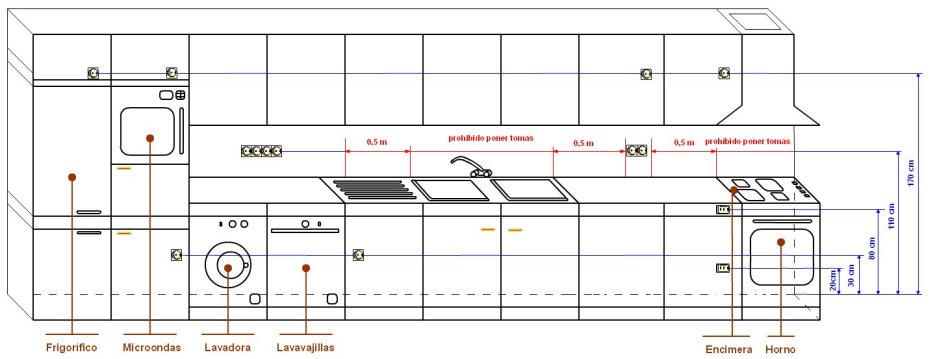 0,5 m
prohibido poner tomas
0,5 m
0,5 m
prohibido poner tomas
170 cm
110 cm
80 cm
30 cm
20cm
Frigorífico
Microondas
Lavadora
Lavavajillas
Encimera
Horno